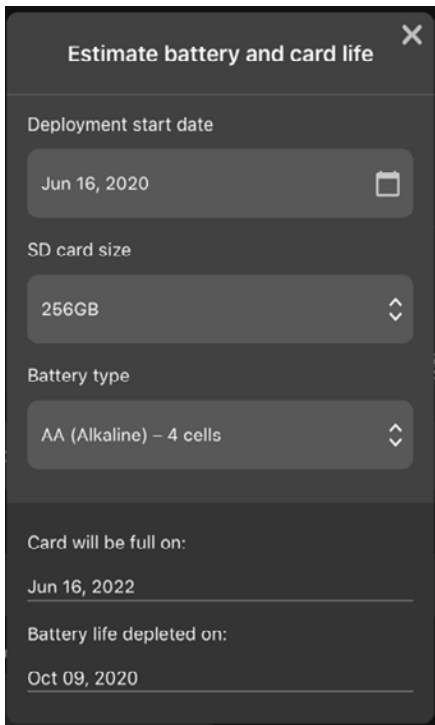 Estimate battery and card life
Deployment start date
Jun 16, 2020
SD card size
256GB
Battery type
AA (Alkaline) – 4 cells
Card will be full on:
Jun 16, 2022
Battery life depleted on:
Oct 09, 2020